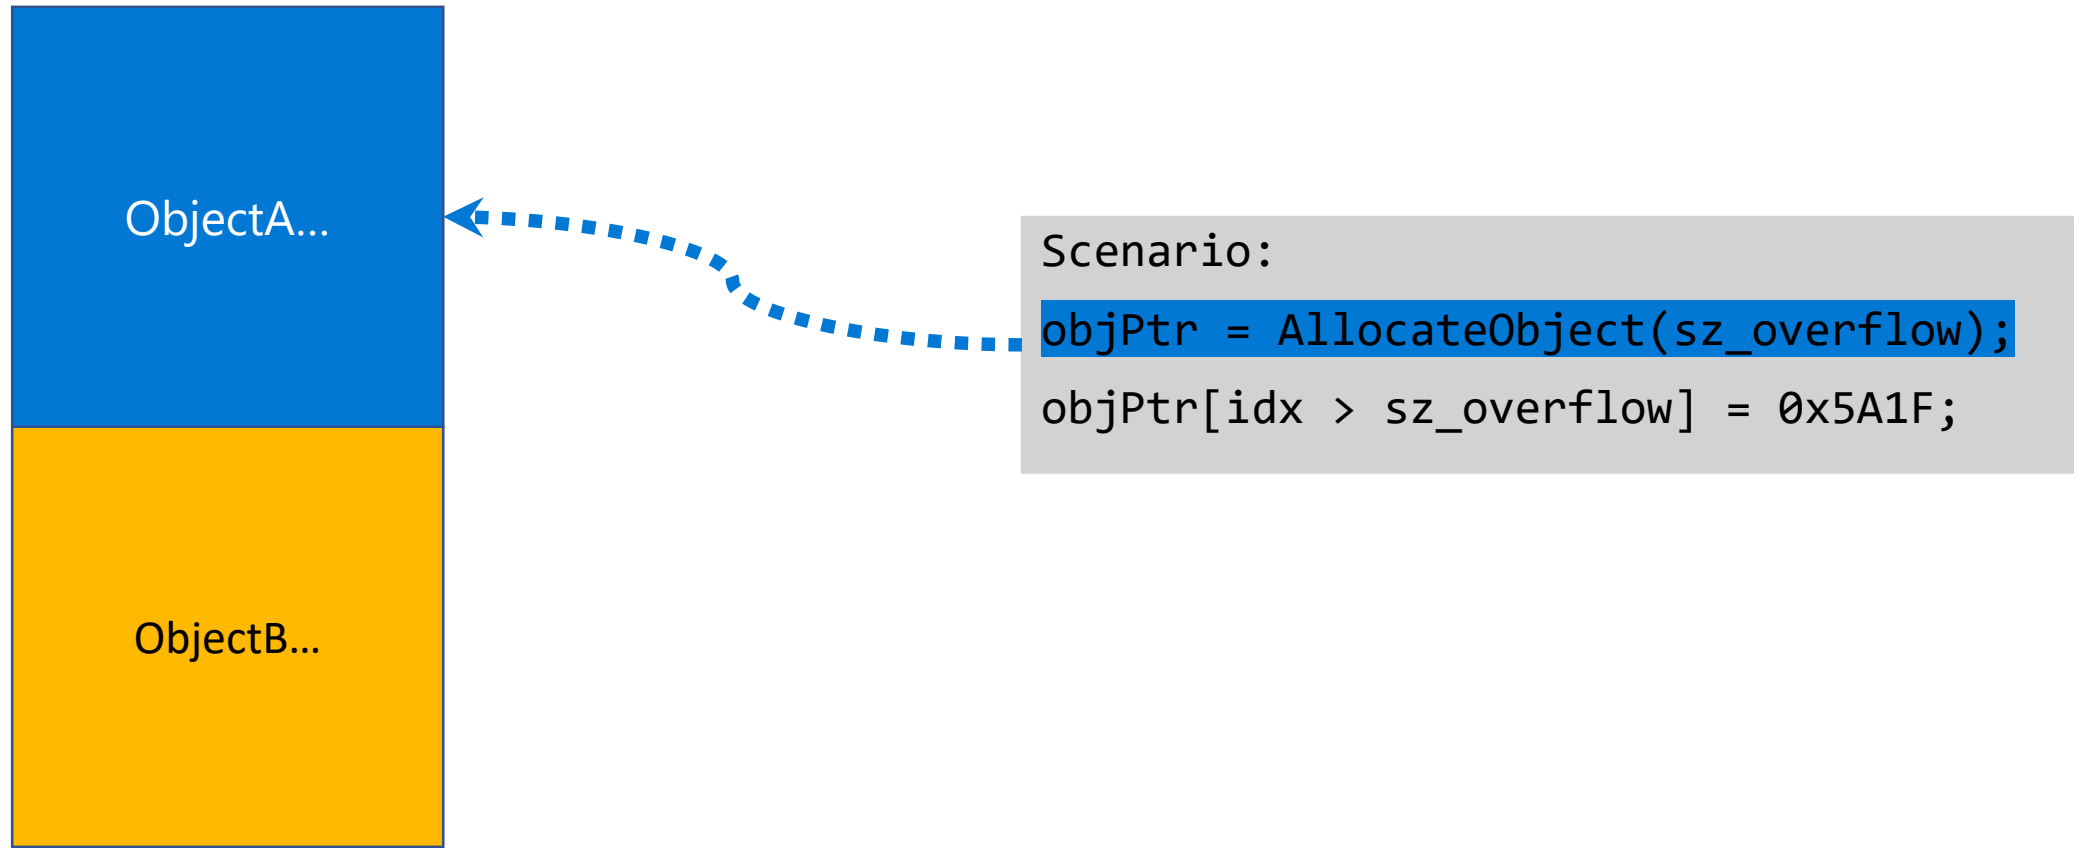 ObjectA...
Scenario:
objPtr = AllocateObject(sz_overflow);
objPtr[idx > sz_overflow] = 0x5A1F;
ObjectB...